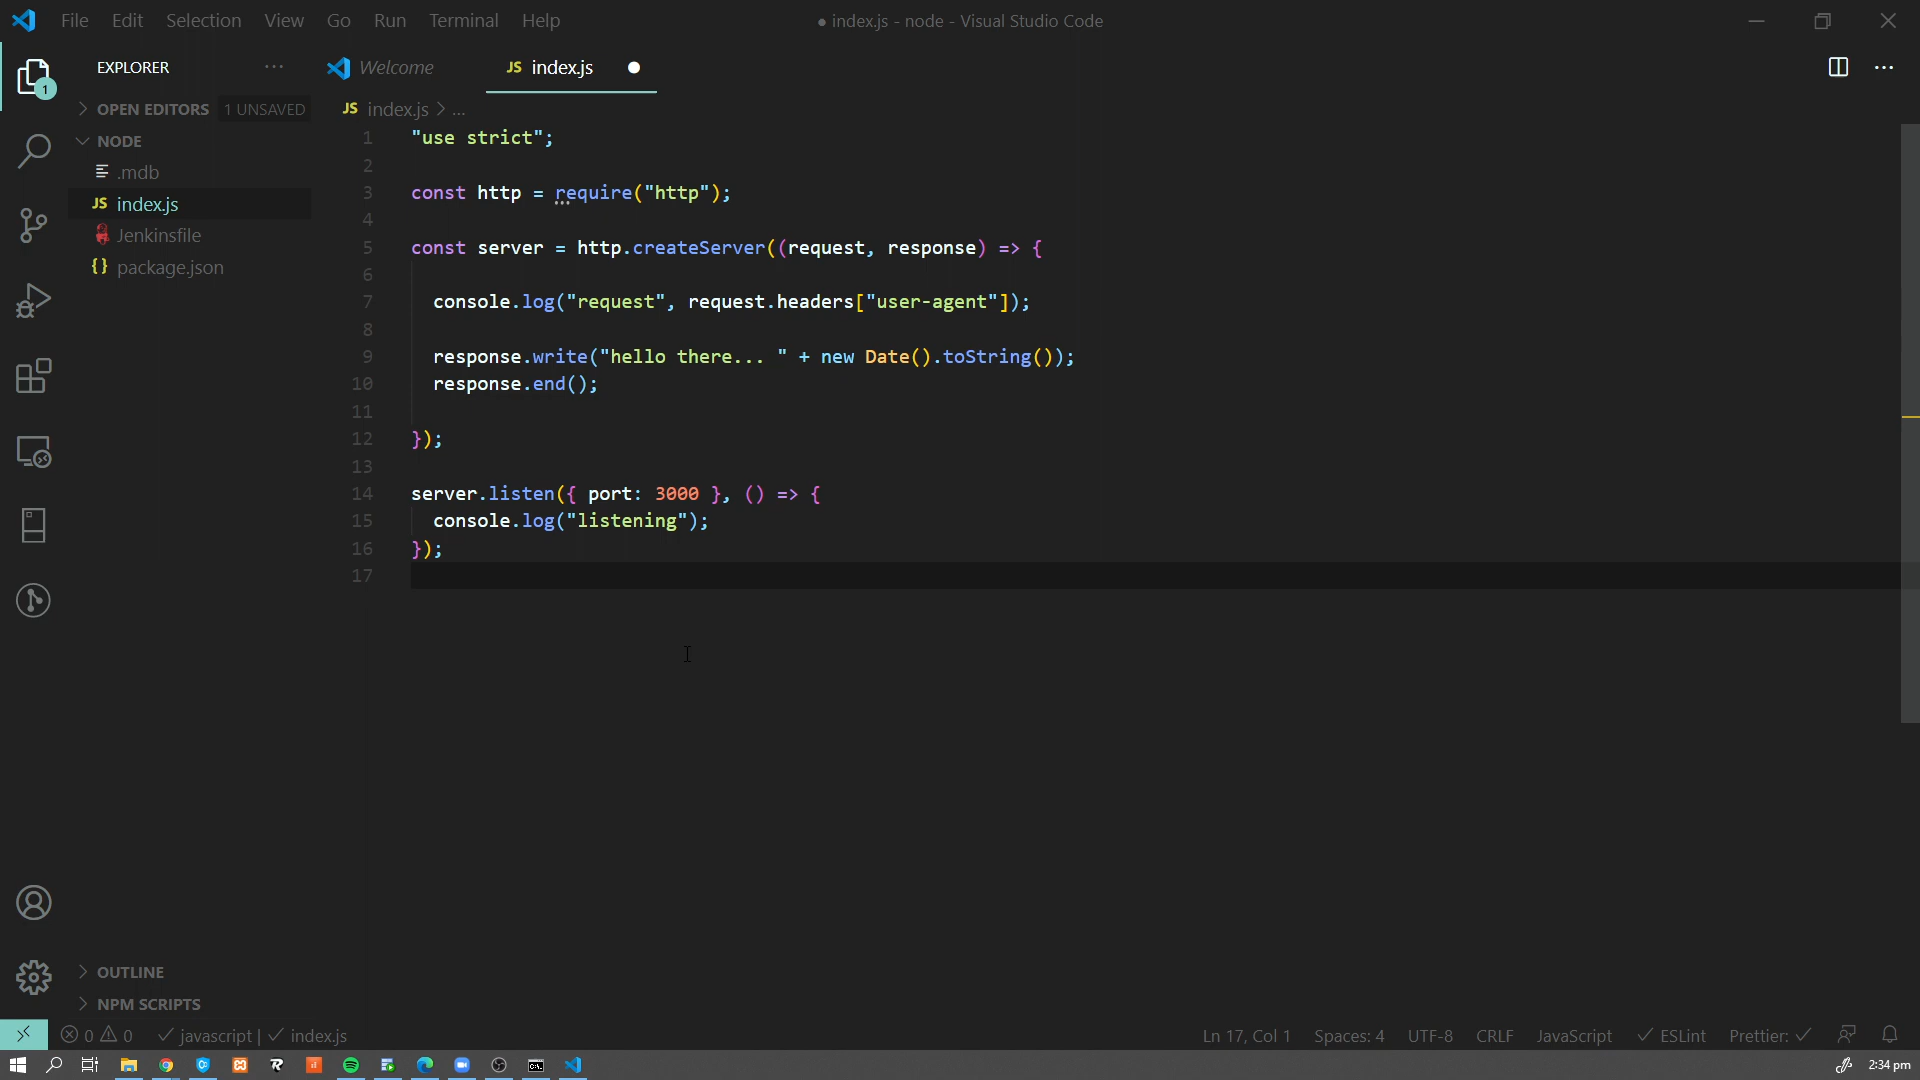 File Edit Selection View Go Run Terminal Help
● index.js - node - Visual Studio Code
EXPLORER ...
Welcome
JS index.js ●
OPEN EDITORS 1 UNSAVED
JS index.js > ...
NODE
.mdb
JS index.js
Jenkinsfile
{} package.json
1 "use strict";
2
3 const http = require("http");
4
5 const server = http.createServer((request, response) => {
6
7 console.log("request", request.headers["user-agent"]);
8
9 response.write("hello there... " + new Date().toString());
10 response.end();
11
12 });
13
14 server.listen({ port: 3000 }, () => {
15 console.log("listening");
16 });
17
1
OUTLINE
NPM SCRIPTS
0 0 ✓ javascript | ✓ index.js
Ln 17, Col 1 Spaces: 4 UTF-8 CRLF JavaScript ✓ ESLint Prettier: ✓
2:34 pm